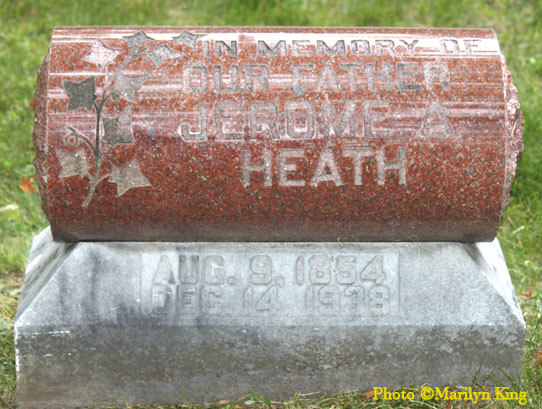 IN MEMORY OF
OUR FATHER
JEROME A
HEATH
AUG. 9, 1854
DEC. 14, 1938
Photo ©Marilyn King